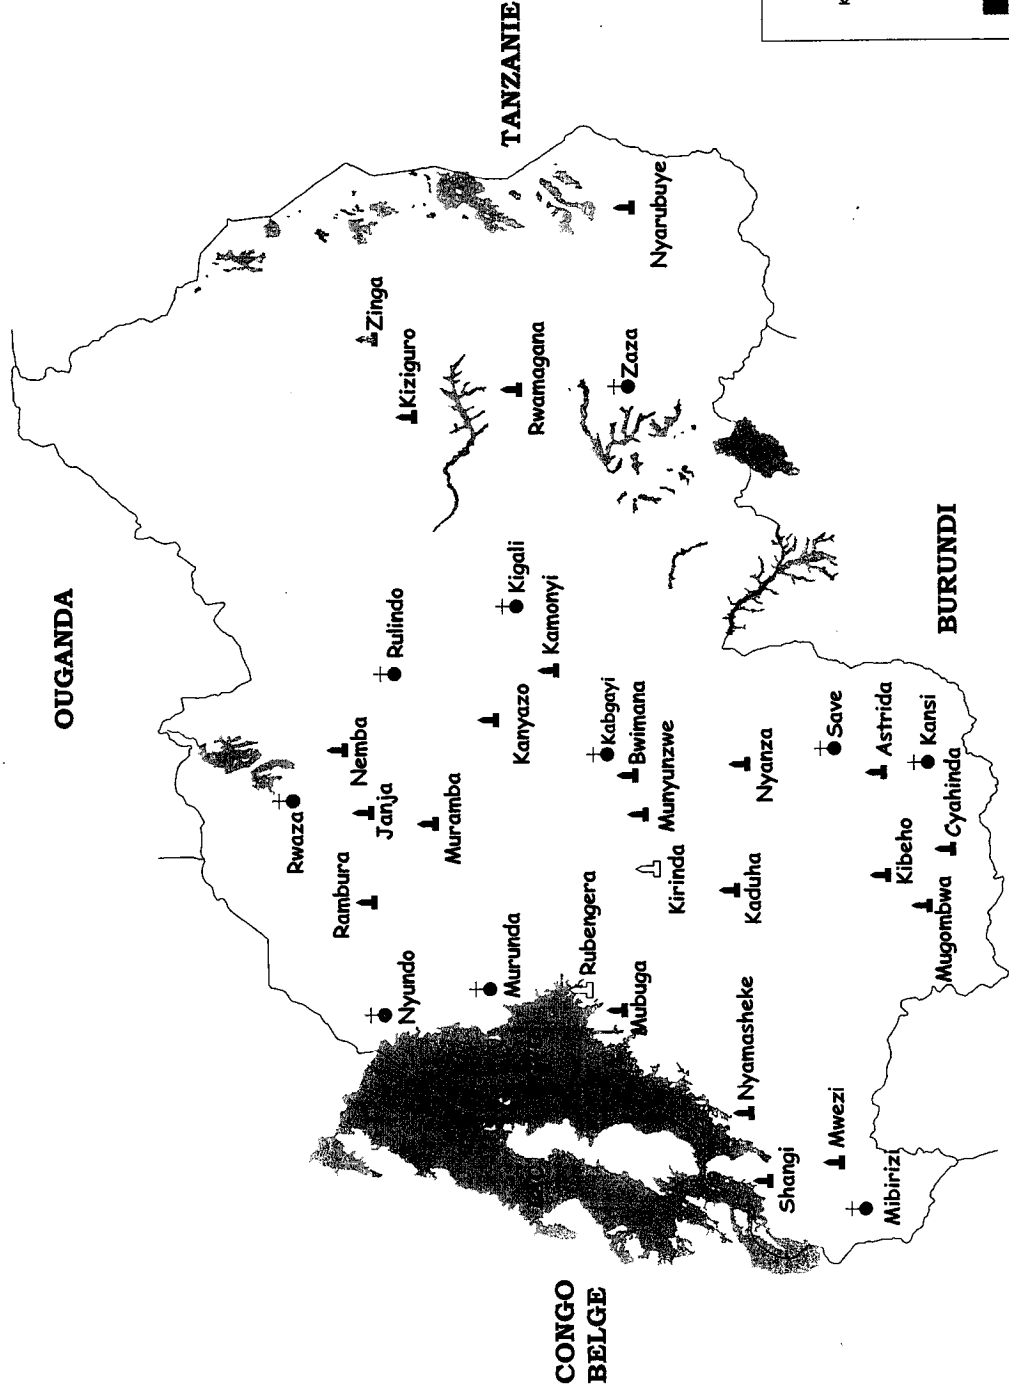 OUGANDA
TANZANIE
BURUNDI
CONGO
BELGE
Rwaza
Nemba
Janja
Rambura
Muramba
Rulindo
Zinga
Kiziguro
Nyundo
Murunda
Kanyazo
Kigali
Kamonyi
Rwamagana
Rubengera
Kabgayi
Bwimana
Munyunzwe
Kirinda
Zaza
Nyarubuye
Mubuga
Nyamasheke
Kaduha
Nyanza
Shangi
Mwezi
Mibirizi
Save
Astrida
Kansi
Kibeho
Cyahinda
Mugombwa